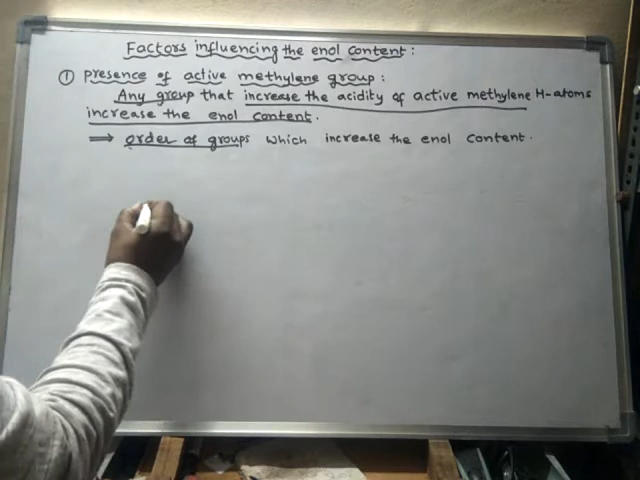 Factors influencing the enol content :
① presence of active methylene group :
Any group that increase the acidity of active methylene H-atoms
increase the enol content.
⟹ order of groups which increase the enol content.